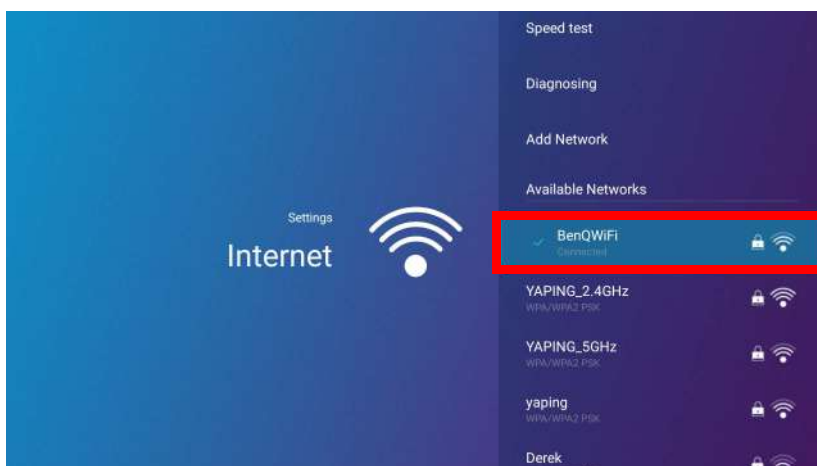 Speed test
Diagnosing
Add Network
Available Networks
Settings
Internet
BenQWiFi
Connected
YAPING_2.4GHz
WPA/WPA2 PSK
YAPING_5GHz
WPA/WPA2 PSK
yaping
WPA/WPA2 PSK
Derek